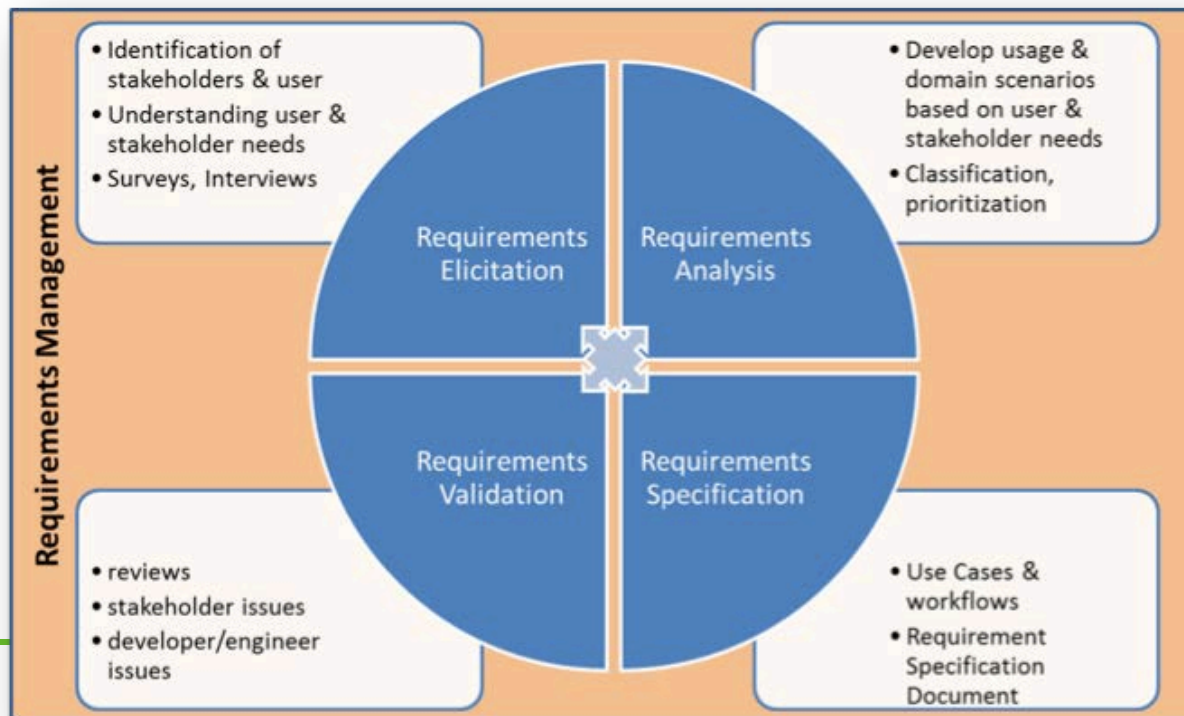 Requirements Management
• Identification of
stakeholders & user
• Understanding user &
stakeholder needs
• Surveys, Interviews
• Develop usage &
domain scenarios
based on user &
stakeholder needs
• Classification,
prioritization
Requirements
Elicitation
Requirements
Analysis
Requirements
Validation
Requirements
Specification
• reviews
• stakeholder issues
• developer/engineer
issues
• Use Cases &
workflows
• Requirement
Specification
Document